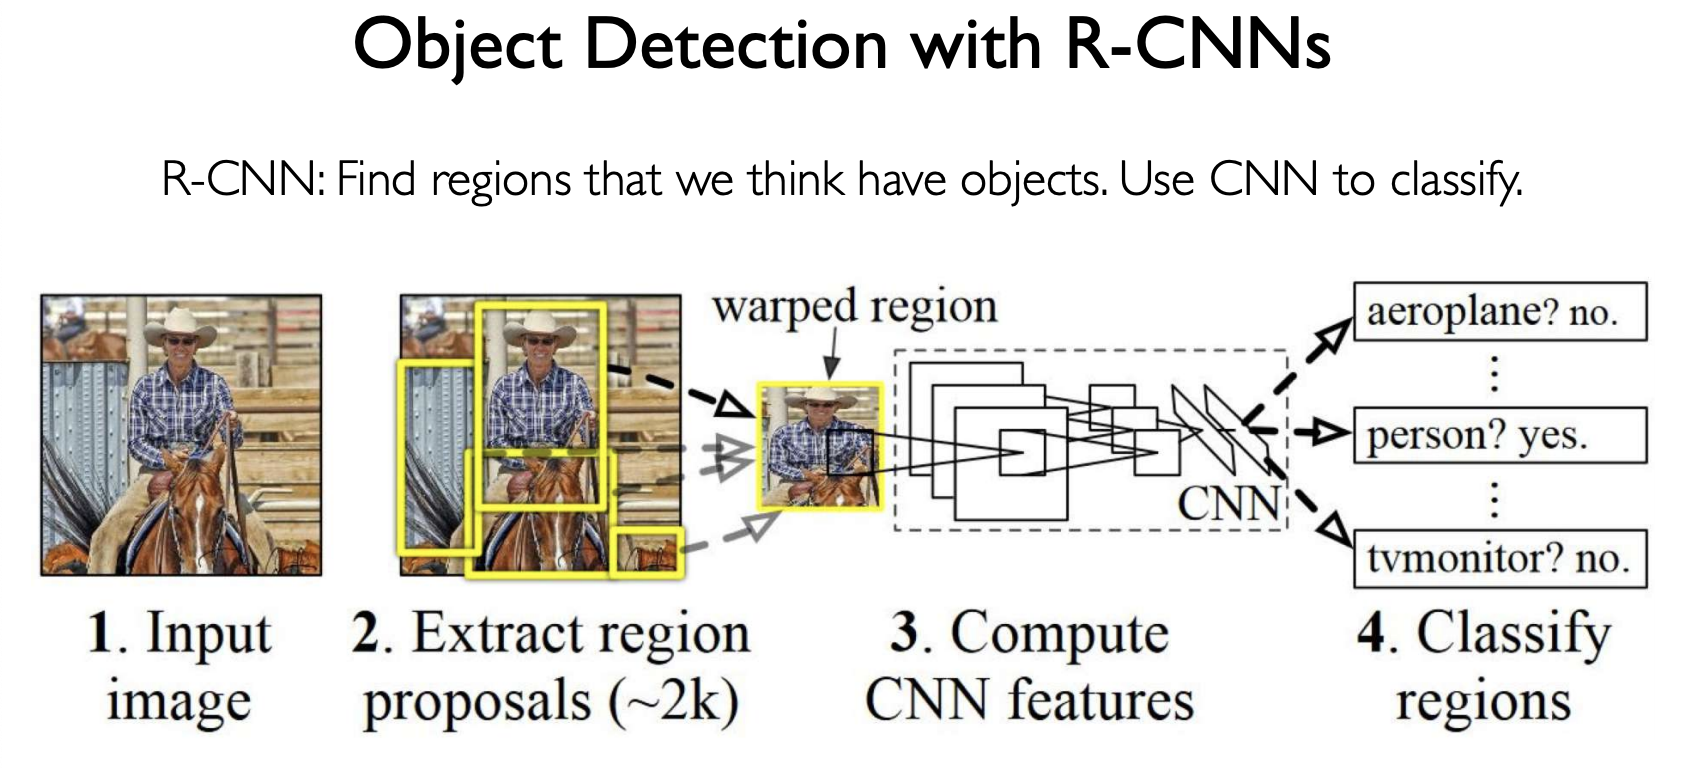 Object Detection with R-CNNs
R-CNN: Find regions that we think have objects. Use CNN to classify.
warped region
aeroplane? no.
person? yes.
CNN
tvmonitor? no.
1. Input
image
2. Extract region
proposals (~2k)
3. Compute
CNN features
4. Classify
regions